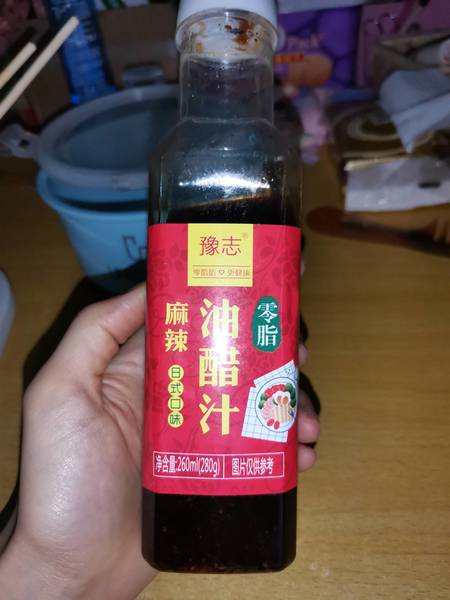 豫志®
零脂肪 更健康
零脂
油醋汁
麻辣
日式口味
净含量:260ml(280g)
图片仅供参考